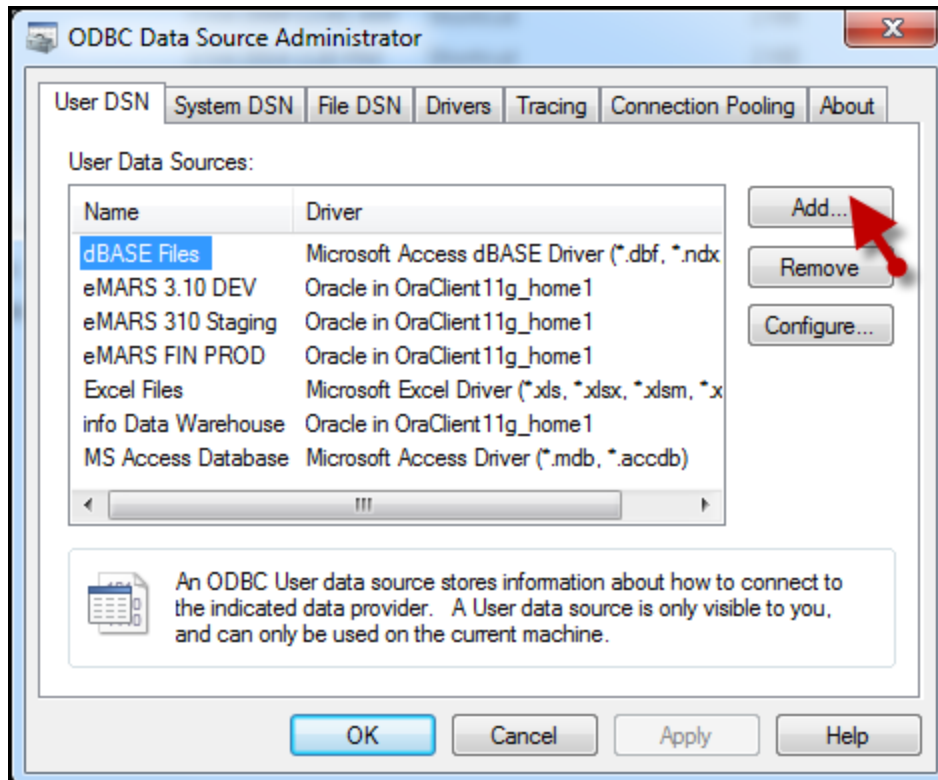 ODBC Data Source Administrator
User DSN System DSN File DSN Drivers Tracing Connection Pooling About
User Data Sources:
Name Driver
dBASE Files Microsoft Access dBASE Driver (*.dbf, *.ndx
eMARS 3.10 DEV Oracle in OraClient11g_home1
eMARS 310 Staging Oracle in OraClient11g_home1
eMARS FIN PROD Oracle in OraClient11g_home1
Excel Files Microsoft Excel Driver (*.xls, *.xlsx, *.xlsm, *.x
info Data Warehouse Oracle in OraClient11g_home1
MS Access Database Microsoft Access Driver (*.mdb, *.accdb)
Add...
Remove
Configure...
An ODBC User data source stores information about how to connect to
the indicated data provider. A User data source is only visible to you,
and can only be used on the current machine.
OK Cancel Apply Help